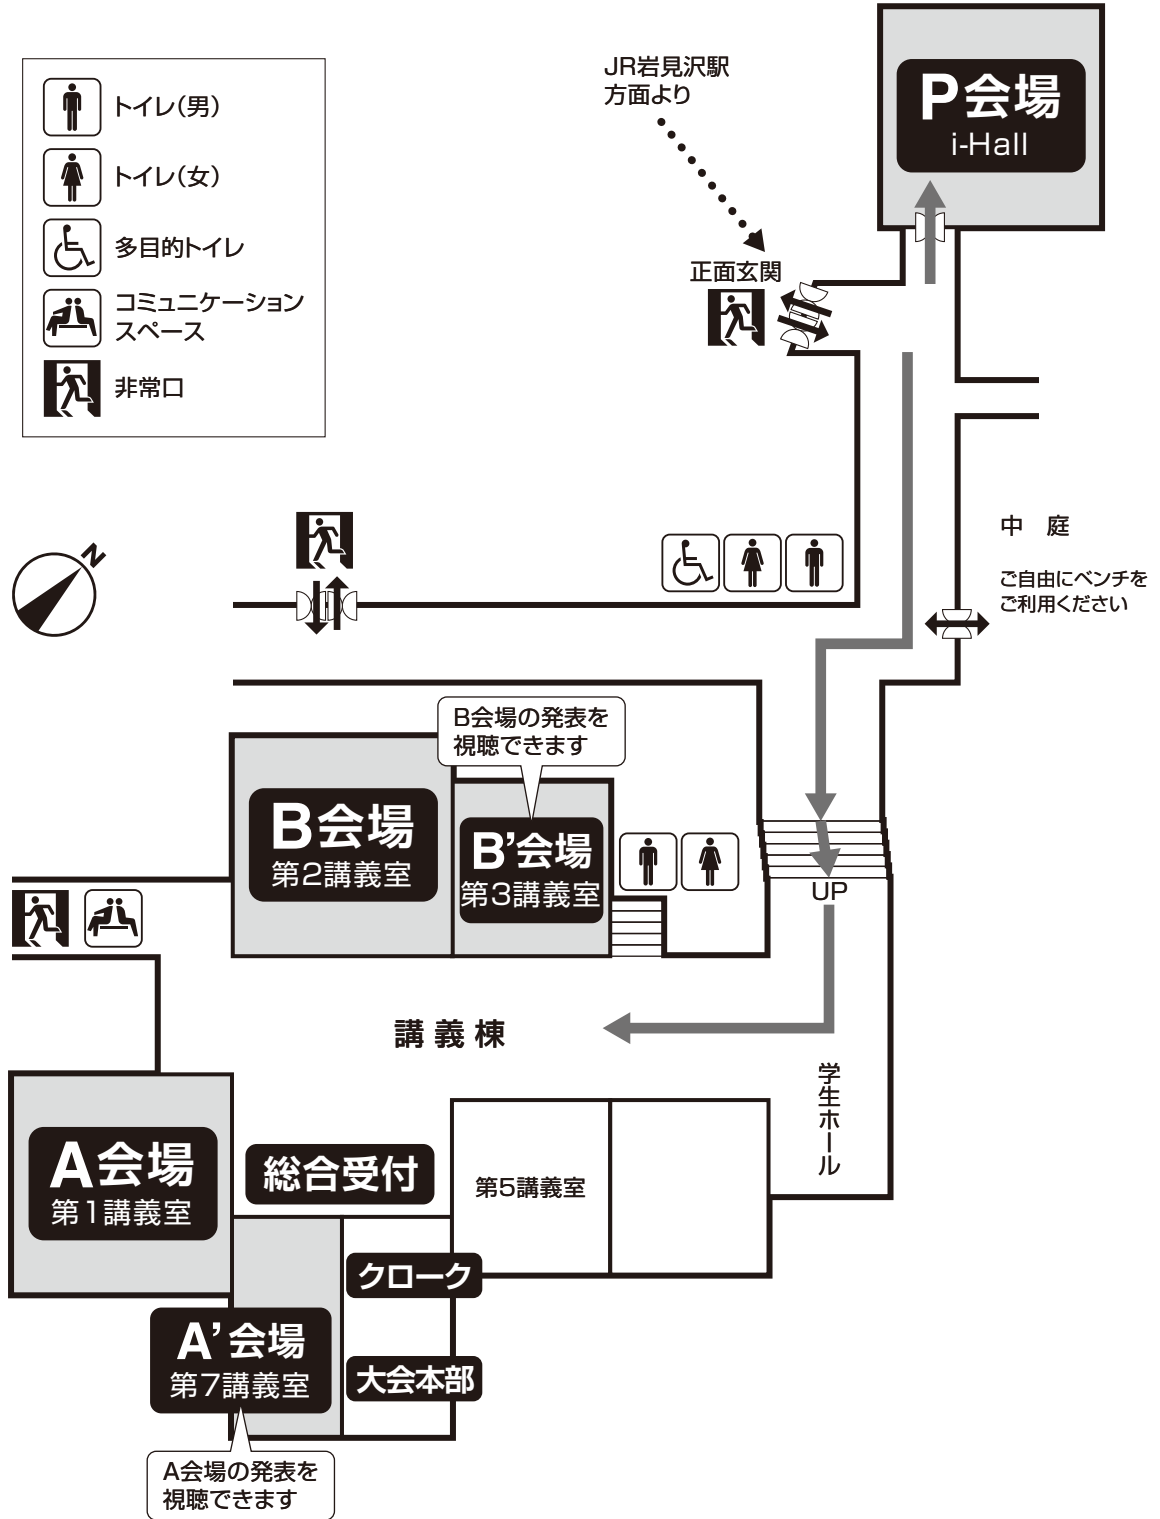 トイレ（男）
トイレ（女）
多目的トイレ
コミュニケーション
スペース
非常口
JR岩見沢駅
方面より
P会場
i-Hall
正面玄関
N
中　庭
ご自由にベンチを
ご利用ください
B会場の発表を
視聴できます
B会場
第2講義室
B’会場
第3講義室
UP
講義棟
学生ホール
A会場
第1講義室
総合受付
第5講義室
クローク
A’会場
第7講義室
大会本部
A会場の発表を
視聴できます